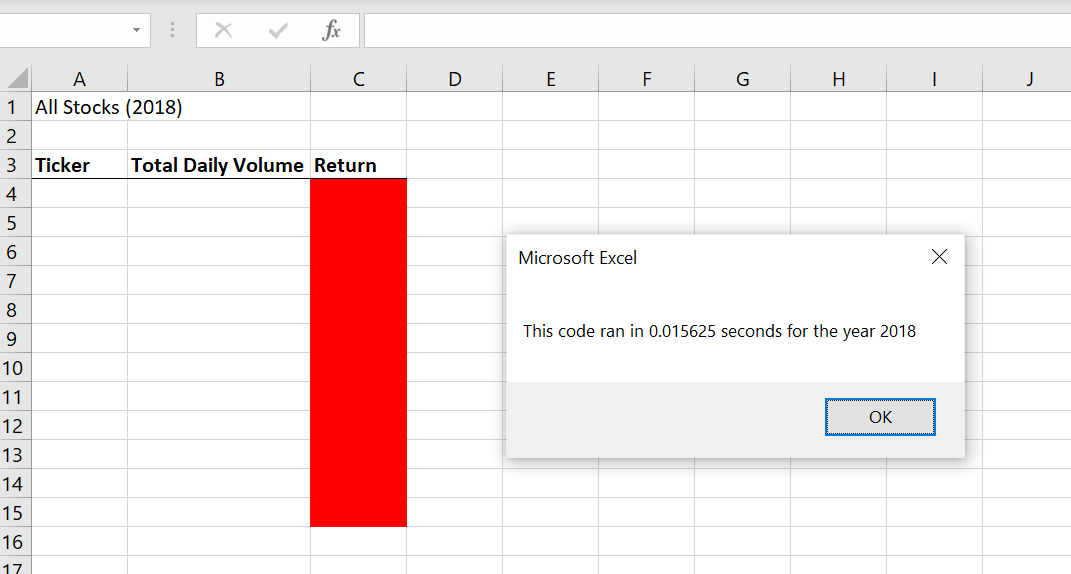 fx
A B C D E F G H I J
1 All Stocks (2018)
2
3 Ticker Total Daily Volume Return
4
5
6
7
8
9
10
11
12
13
14
15
16
17
Microsoft Excel
This code ran in 0.015625 seconds for the year 2018
OK